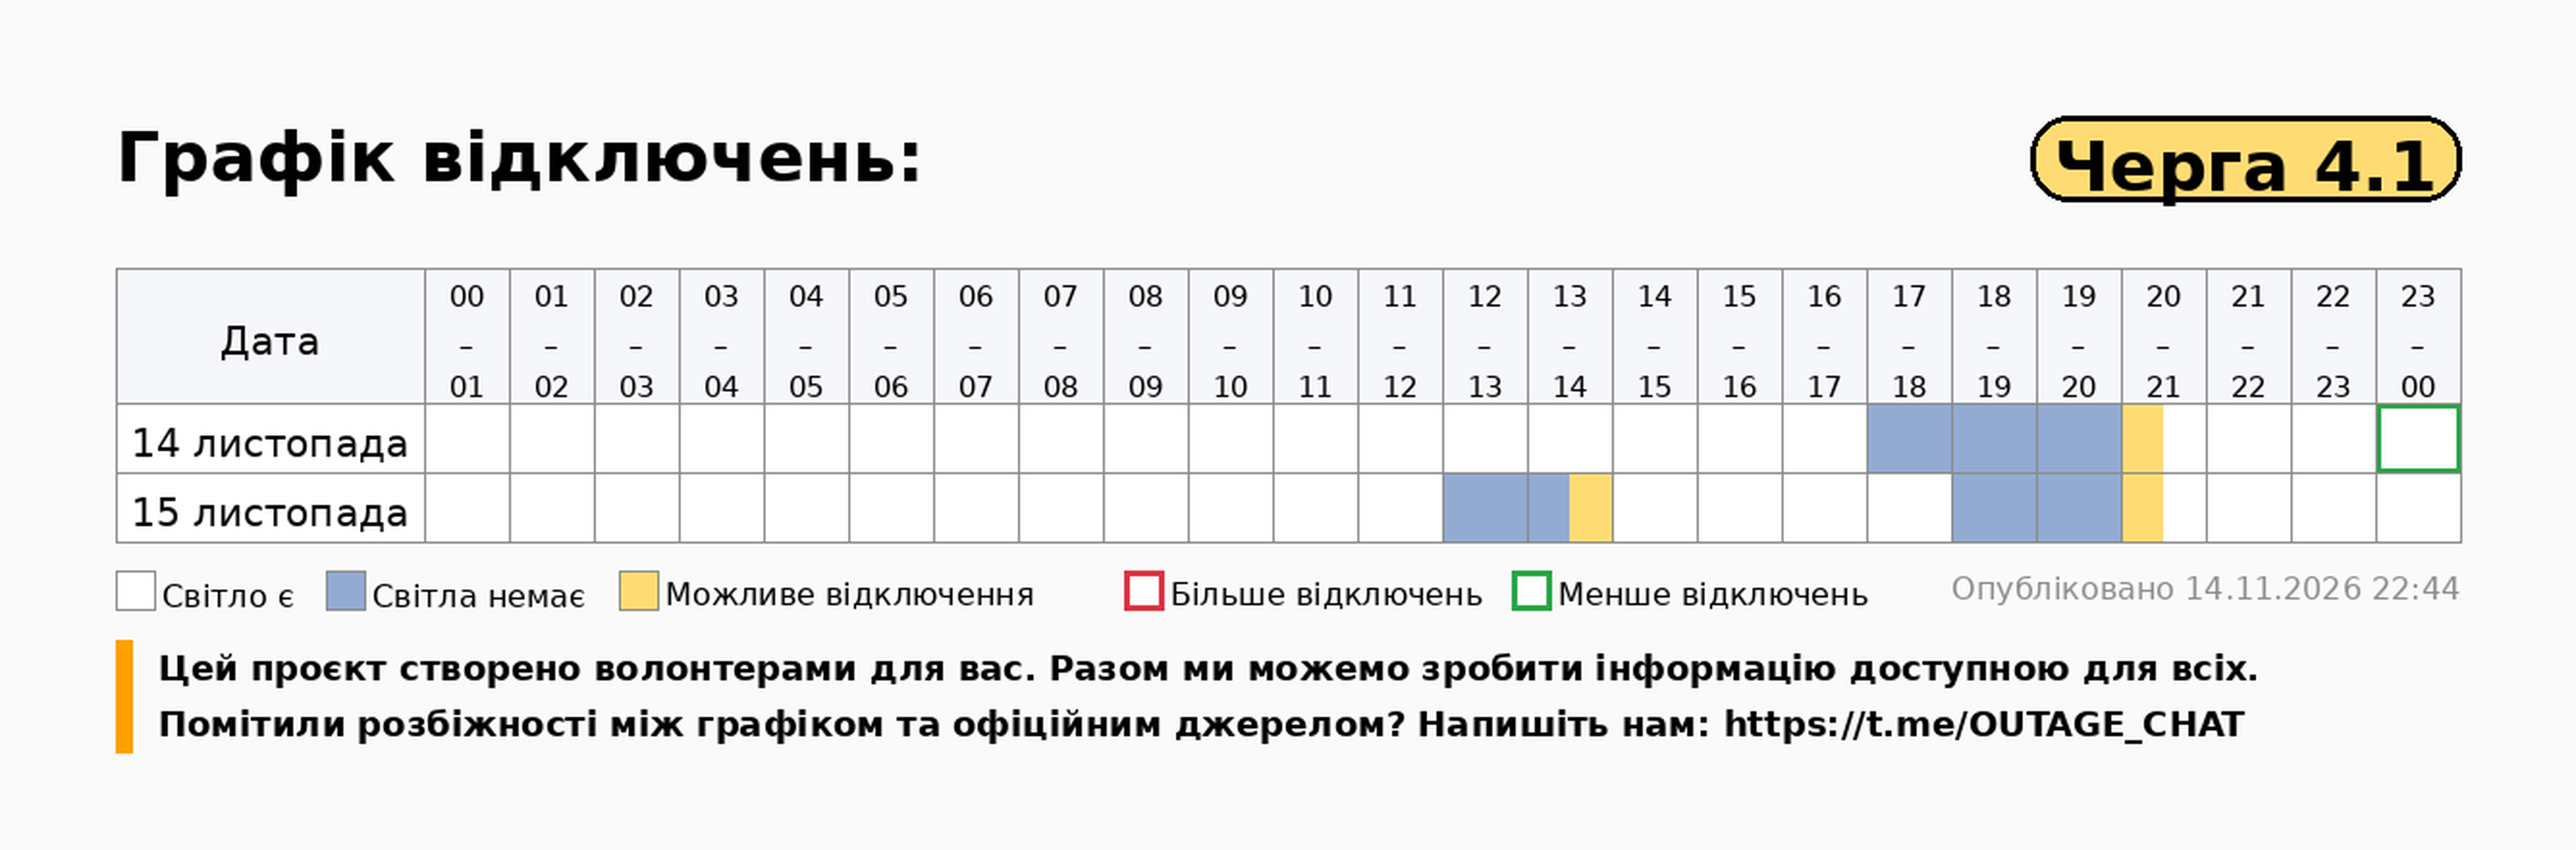 Графік відключень:
Черга 4.1
Дата
00 – 01
01 – 02
02 – 03
03 – 04
04 – 05
05 – 06
06 – 07
07 – 08
08 – 09
09 – 10
10 – 11
11 – 12
12 – 13
13 – 14
14 – 15
15 – 16
16 – 17
17 – 18
18 – 19
19 – 20
20 – 21
21 – 22
22 – 23
23 – 00
14 листопада
15 листопада
Світло є
Світла немає
Можливе відключення
Більше відключень
Менше відключень
Опубліковано 14.11.2026 22:44
Цей проєкт створено волонтерами для вас. Разом ми можемо зробити інформацію доступною для всіх.
Помітили розбіжності між графіком та офіційним джерелом? Напишіть нам: https://t.me/OUTAGE_CHAT